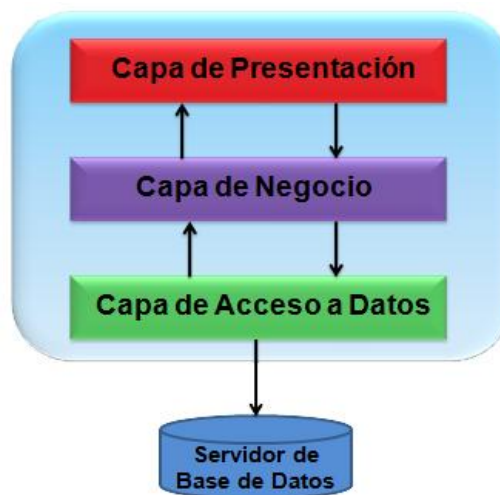 Capa de Presentación
Capa de Negocio
Capa de Acceso a Datos
Servidor de
Base de Datos